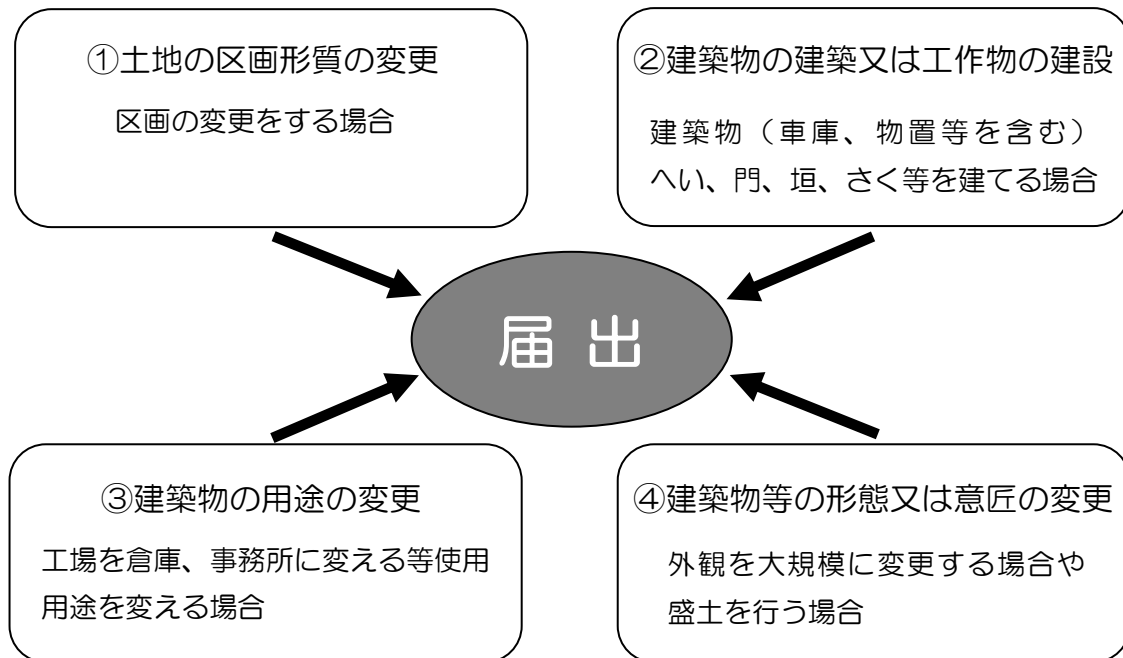 ①土地の区画形質の変更
区画の変更をする場合
②建築物の建築又は工作物の建設
建築物（車庫、物置等を含む）
へい、門、垣、さく等を建てる場合
届 出
③建築物の用途の変更
工場を倉庫、事務所に変える等使用
用途を変える場合
④建築物等の形態又は意匠の変更
外観を大規模に変更する場合や
盛土を行う場合